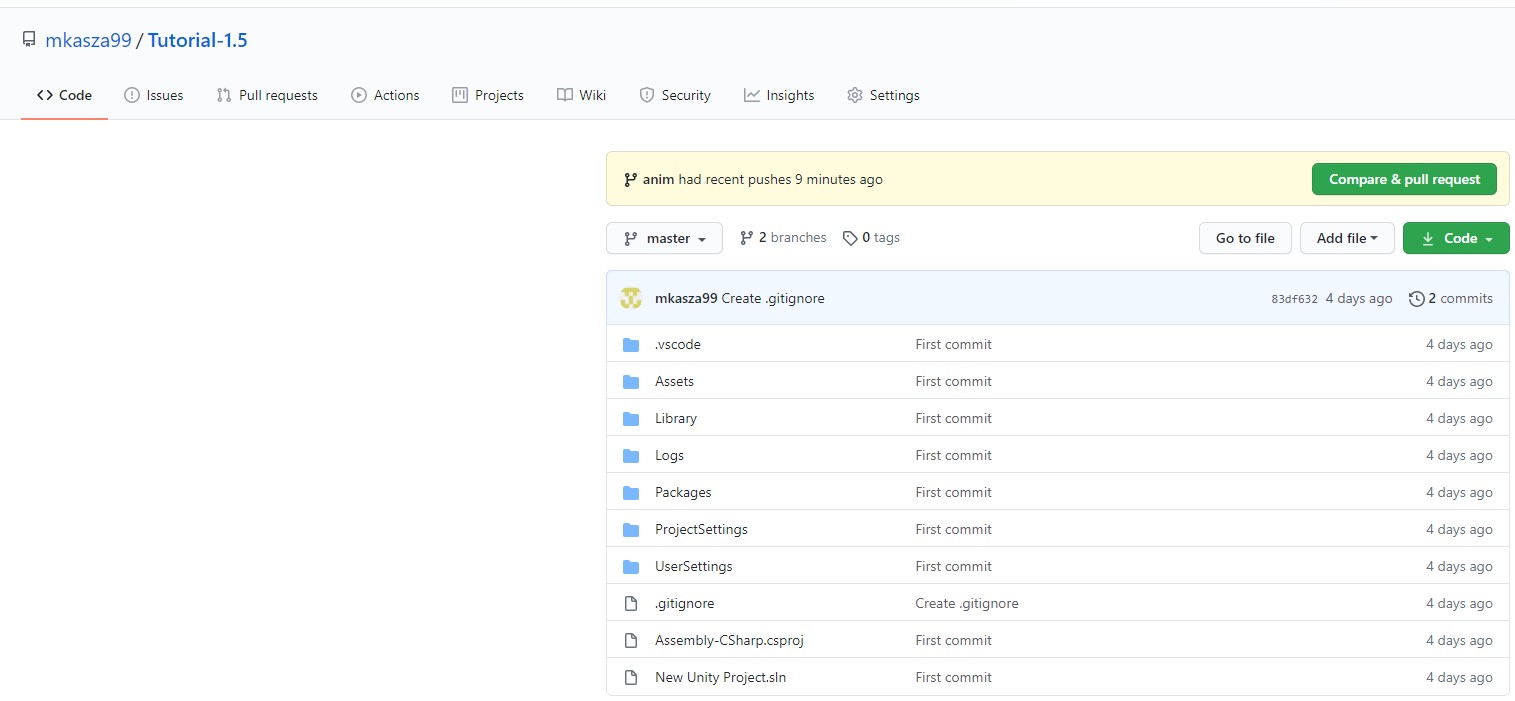 mkasza99 / Tutorial-1.5
Code Issues Pull requests Actions Projects Wiki Security Insights Settings
anim had recent pushes 9 minutes ago Compare & pull request
master 2 branches 0 tags Go to file Add file Code
mkasza99 Create .gitignore 83df632 4 days ago 2 commits
.vscode First commit 4 days ago
Assets First commit 4 days ago
Library First commit 4 days ago
Logs First commit 4 days ago
Packages First commit 4 days ago
ProjectSettings First commit 4 days ago
UserSettings First commit 4 days ago
.gitignore Create .gitignore 4 days ago
Assembly-CSharp.csproj First commit 4 days ago
New Unity Project.sln First commit 4 days ago